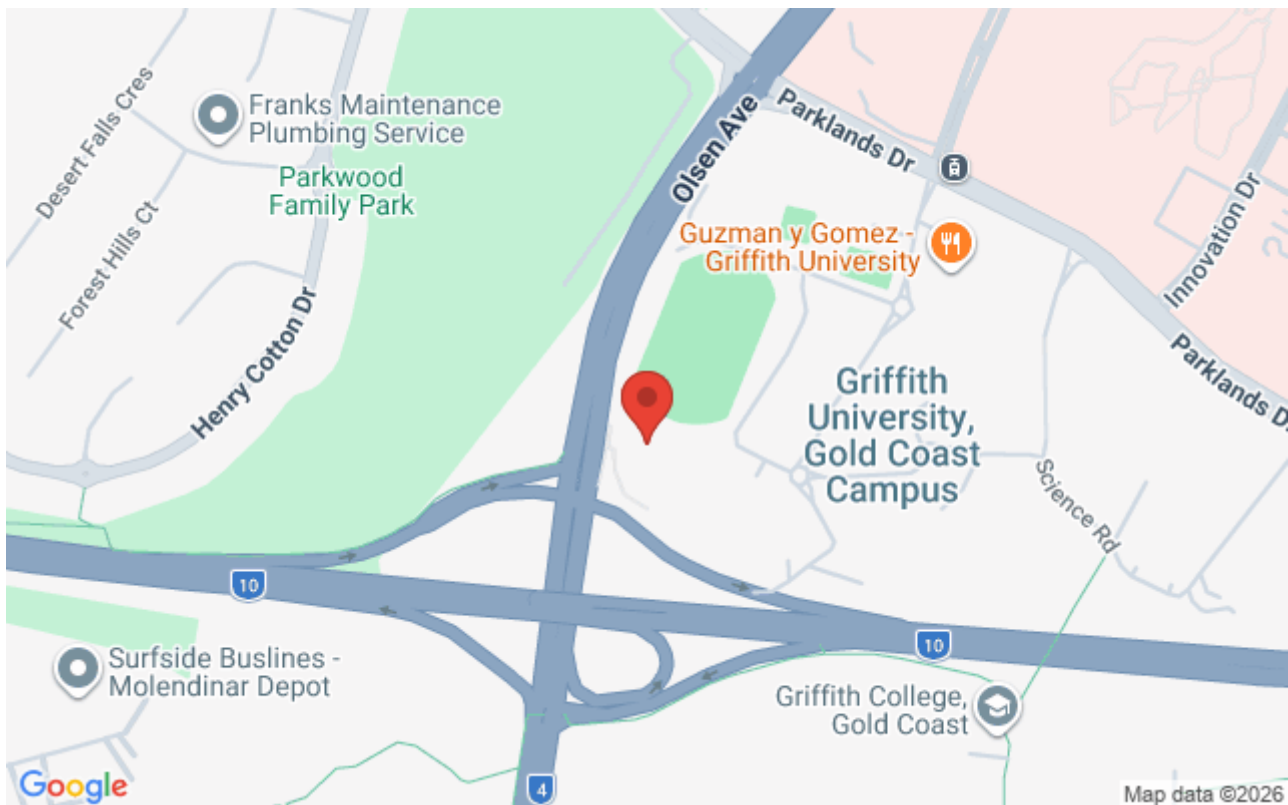 Desert Falls Cres
Franks Maintenance
Plumbing Service
Parkwood
Family Park
Forest Hills Ct
Henry Cotton Dr
Olsen Ave
Parklands Dr
Guzman y Gomez -
Griffith University
Innovation Dr
Parklands D
Griffith
University,
Gold Coast
Campus
Science Rd
10
10
Surfside Buslines -
Molendinar Depot
Griffith College,
Gold Coast
4
Google
Map data ©2026